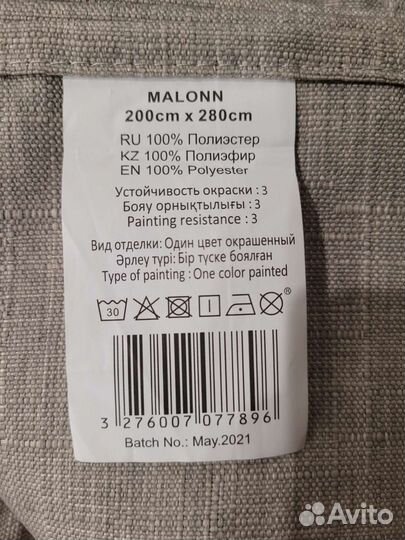 MALONN
200cm x 280cm
RU 100% Полиэстер
KZ 100% Полиэфир
EN 100% Polyester
Устойчивость окраски : 3
Бояу орнықтылығы : 3
Painting resistance : 3
Вид отделки: Один цвет окрашенный
Әрлеу түрі: Бір түске боялған
Type of painting : One color painted
30
®
3 276007 077896
Batch No.: May.2021
Avito